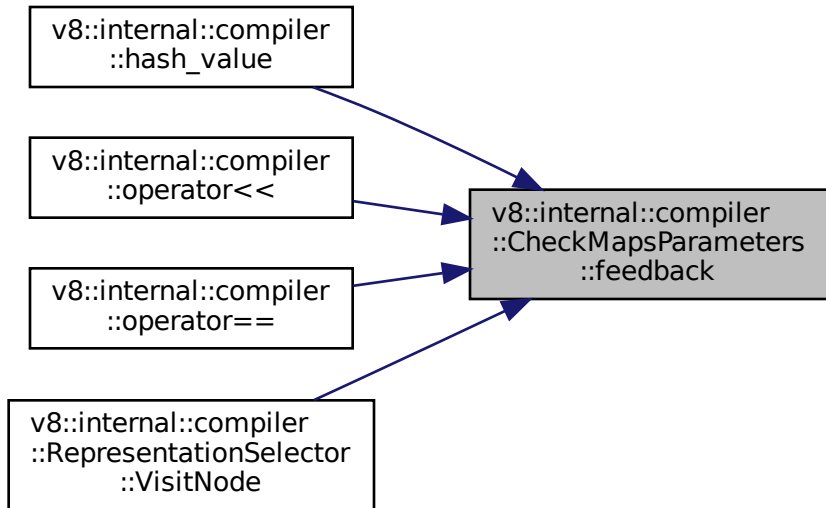 v8::internal::compiler
::hash_value
v8::internal::compiler
::operator<<
v8::internal::compiler
::CheckMapsParameters
::feedback
v8::internal::compiler
::operator==
v8::internal::compiler
::RepresentationSelector
::VisitNode